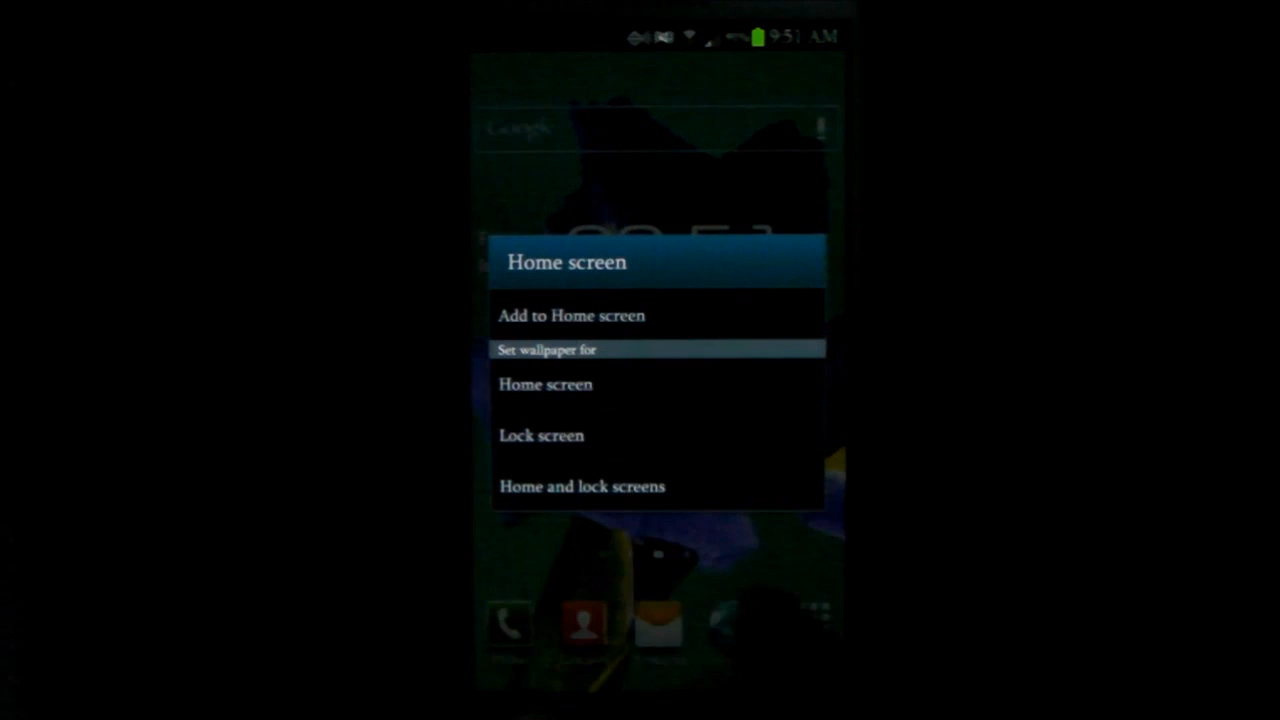 9:51 AM
Google
Home screen
Add to Home screen
Set wallpaper for
Home screen
Lock screen
Home and lock screens